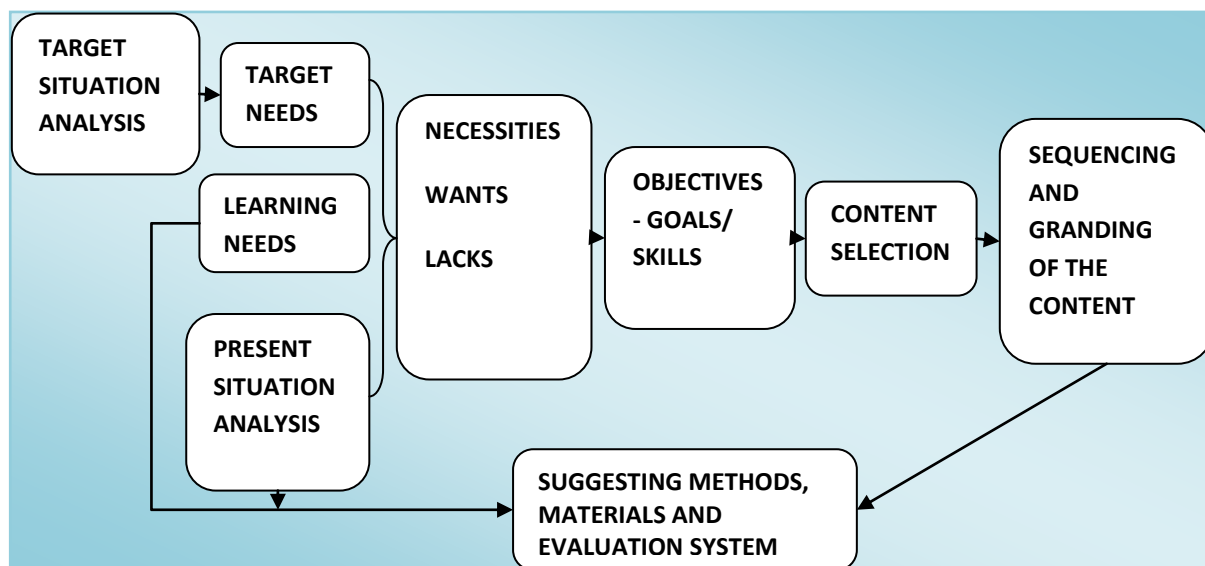 TARGET
SITUATION
ANALYSIS
TARGET
NEEDS
LEARNING
NEEDS
PRESENT
SITUATION
ANALYSIS
NECESSITIES
WANTS
LACKS
OBJECTIVES
- GOALS/
SKILLS
CONTENT
SELECTION
SEQUENCING
AND
GRANDING
OF THE
CONTENT
SUGGESTING METHODS,
MATERIALS AND
EVALUATION SYSTEM